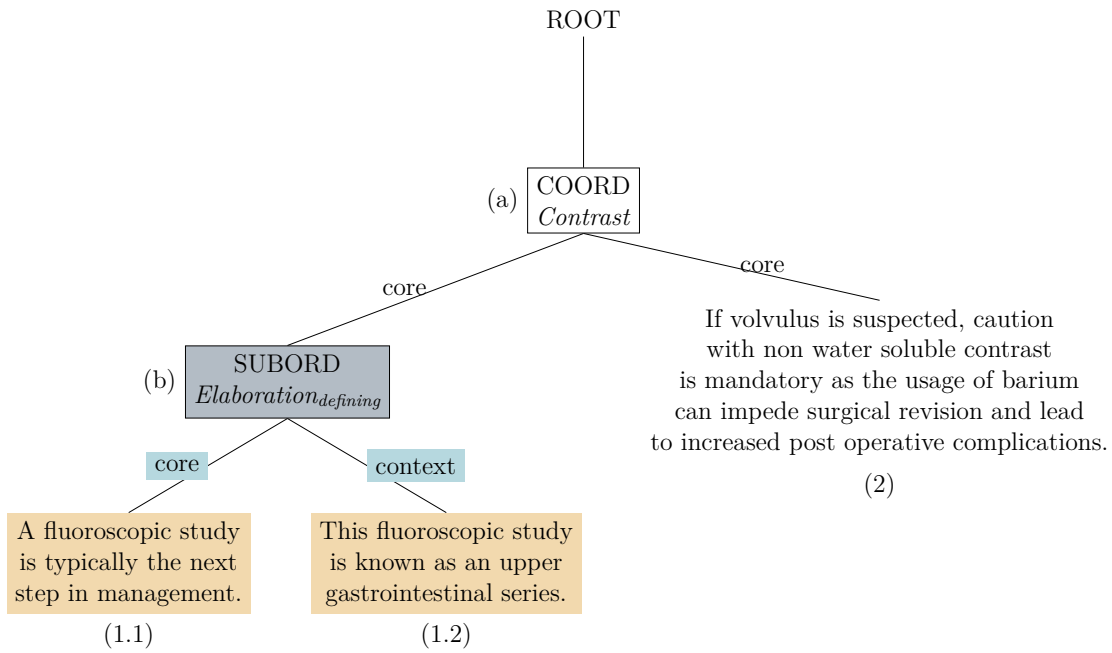 ROOT
(a)
COORD
Contrast
core
core
(b)
SUBORD
Elaboration_defining
core
context
A fluoroscopic study
is typically the next
step in management.
(1.1)
This fluoroscopic study
is known as an upper
gastrointestinal series.
(1.2)
If volvulus is suspected, caution
with non water soluble contrast
is mandatory as the usage of barium
can impede surgical revision and lead
to increased post operative complications.
(2)